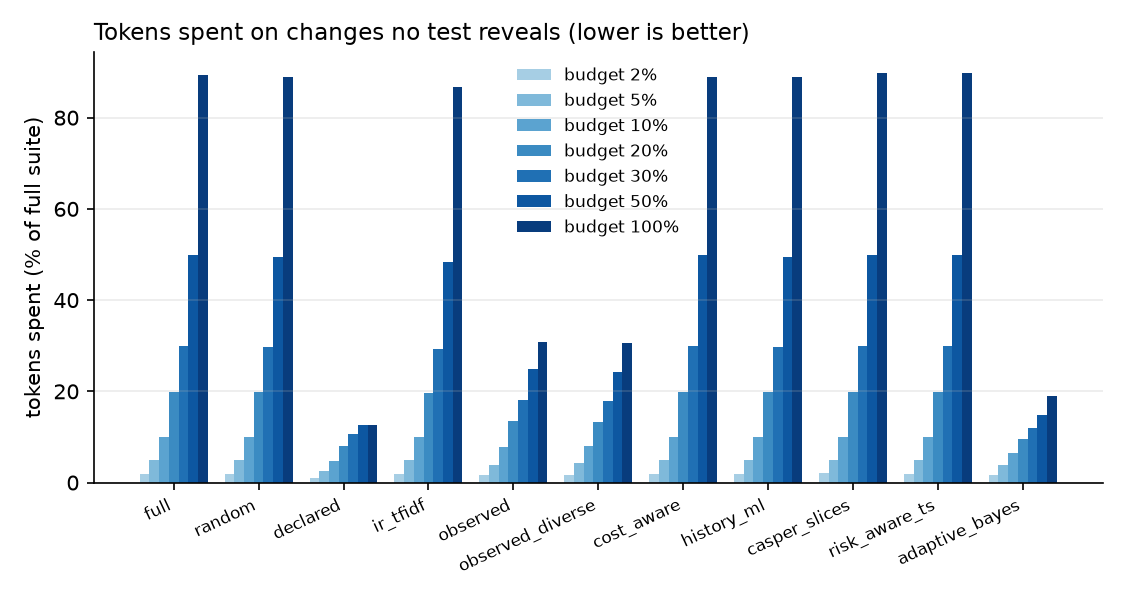 Tokens spent on changes no test reveals (lower is better)
tokens spent (% of full suite)
80
60
40
20
0
budget 2%
budget 5%
budget 10%
budget 20%
budget 30%
budget 50%
budget 100%
full
random
declared
ir_tfidf
observed
observed_diverse
cost_aware
history_ml
casper_slices
risk_aware_ts
adaptive_bayes